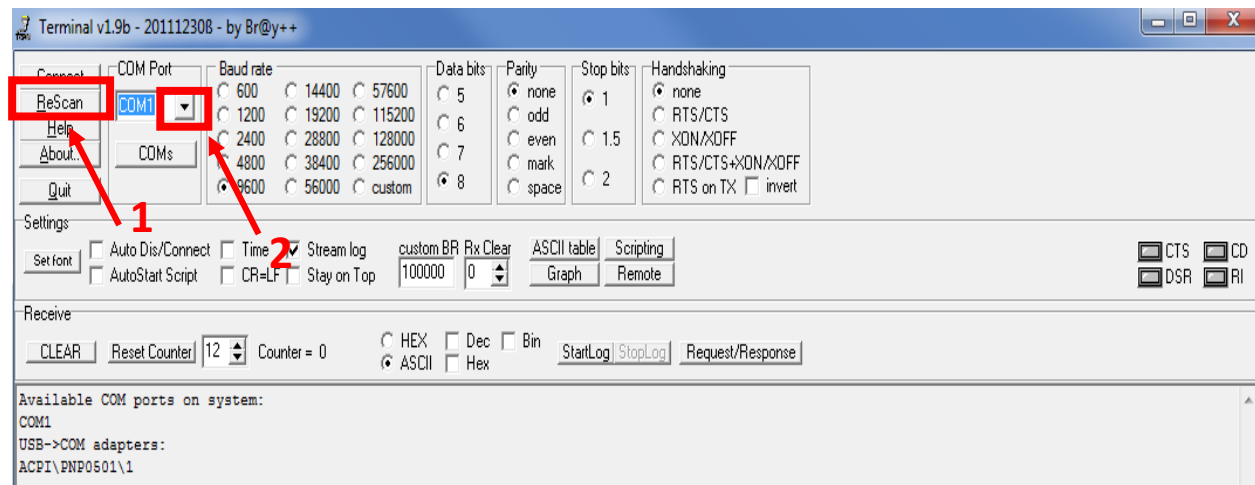 Terminal v1.9b - 20111230ß - by Br@y++
Connect
ReScan
Help
About..
Quit
COM Port
COM1
COMs
Baud rate
600 14400 57600
1200 19200 115200
2400 28800 128000
4800 38400 256000
9600 56000 custom
Data bits
5
6
7
8
Parity
none
odd
even
mark
space
Stop bits
1
1.5
2
Handshaking
none
RTS/CTS
XON/XOFF
RTS/CTS+XON/XOFF
RTS on TX invert
1
2
Settings
Set font
Auto Dis/Connect Time Stream log
AutoStart Script CR=LF Stay on Top
custom BR Rx Clear
100000 0
ASCII table Scripting
Graph Remote
CTS CD
DSR RI
Receive
CLEAR Reset Counter 12 Counter = 0
HEX Dec Bin
ASCII Hex
StartLog StopLog Request/Response
Available COM ports on system:
COM1
USB->COM adapters:
ACPI\PNP0501\1